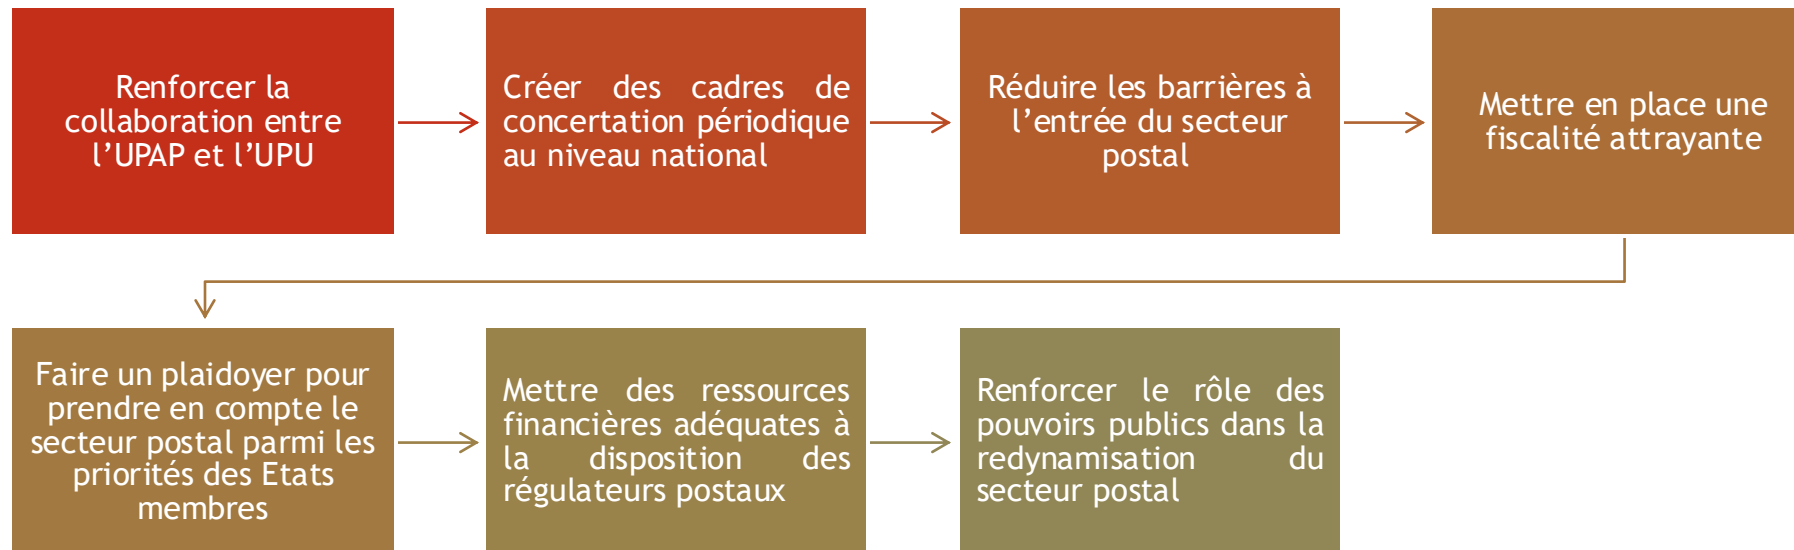 Renforcer la
collaboration entre
l’UPAP et l’UPU
Créer des cadres de
concertation périodique
au niveau national
Réduire les barrières à
l’entrée du secteur
postal
Mettre en place une
fiscalité attrayante
Faire un plaidoyer pour
prendre en compte le
secteur postal parmi les
priorités des Etats
membres
Mettre des ressources
financières adéquates à
la disposition des
régulateurs postaux
Renforcer le rôle des
pouvoirs publics dans la
redynamisation du
secteur postal